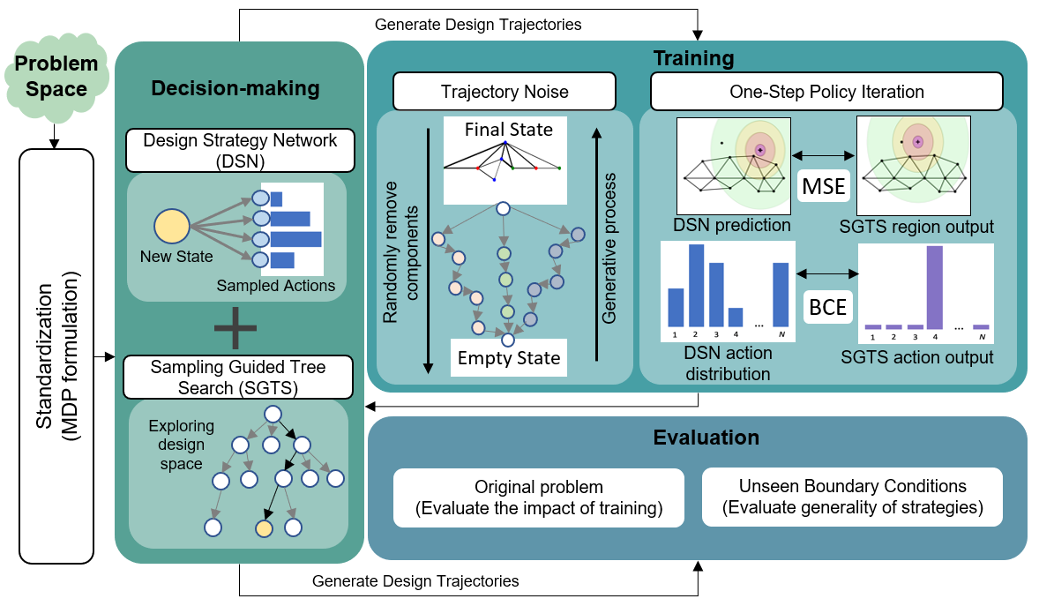 Generate Design Trajectories
Problem
Space
Standardization
(MDP formulation)
Decision-making
Design Strategy Network
(DSN)
New State
Sampled Actions
Sampling Guided Tree
Search (SGTS)
Exploring
design
space
Training
Trajectory Noise
Final State
Randomly remove
components
Generative process
Empty State
One-Step Policy Iteration
MSE
DSN prediction
SGTS region output
BCE
1 2 3 4 ... N
DSN action
distribution
1 2 3 4 ... N
SGTS action output
Evaluation
Original problem
(Evaluate the impact of training)
Unseen Boundary Conditions
(Evaluate generality of strategies)
Generate Design Trajectories